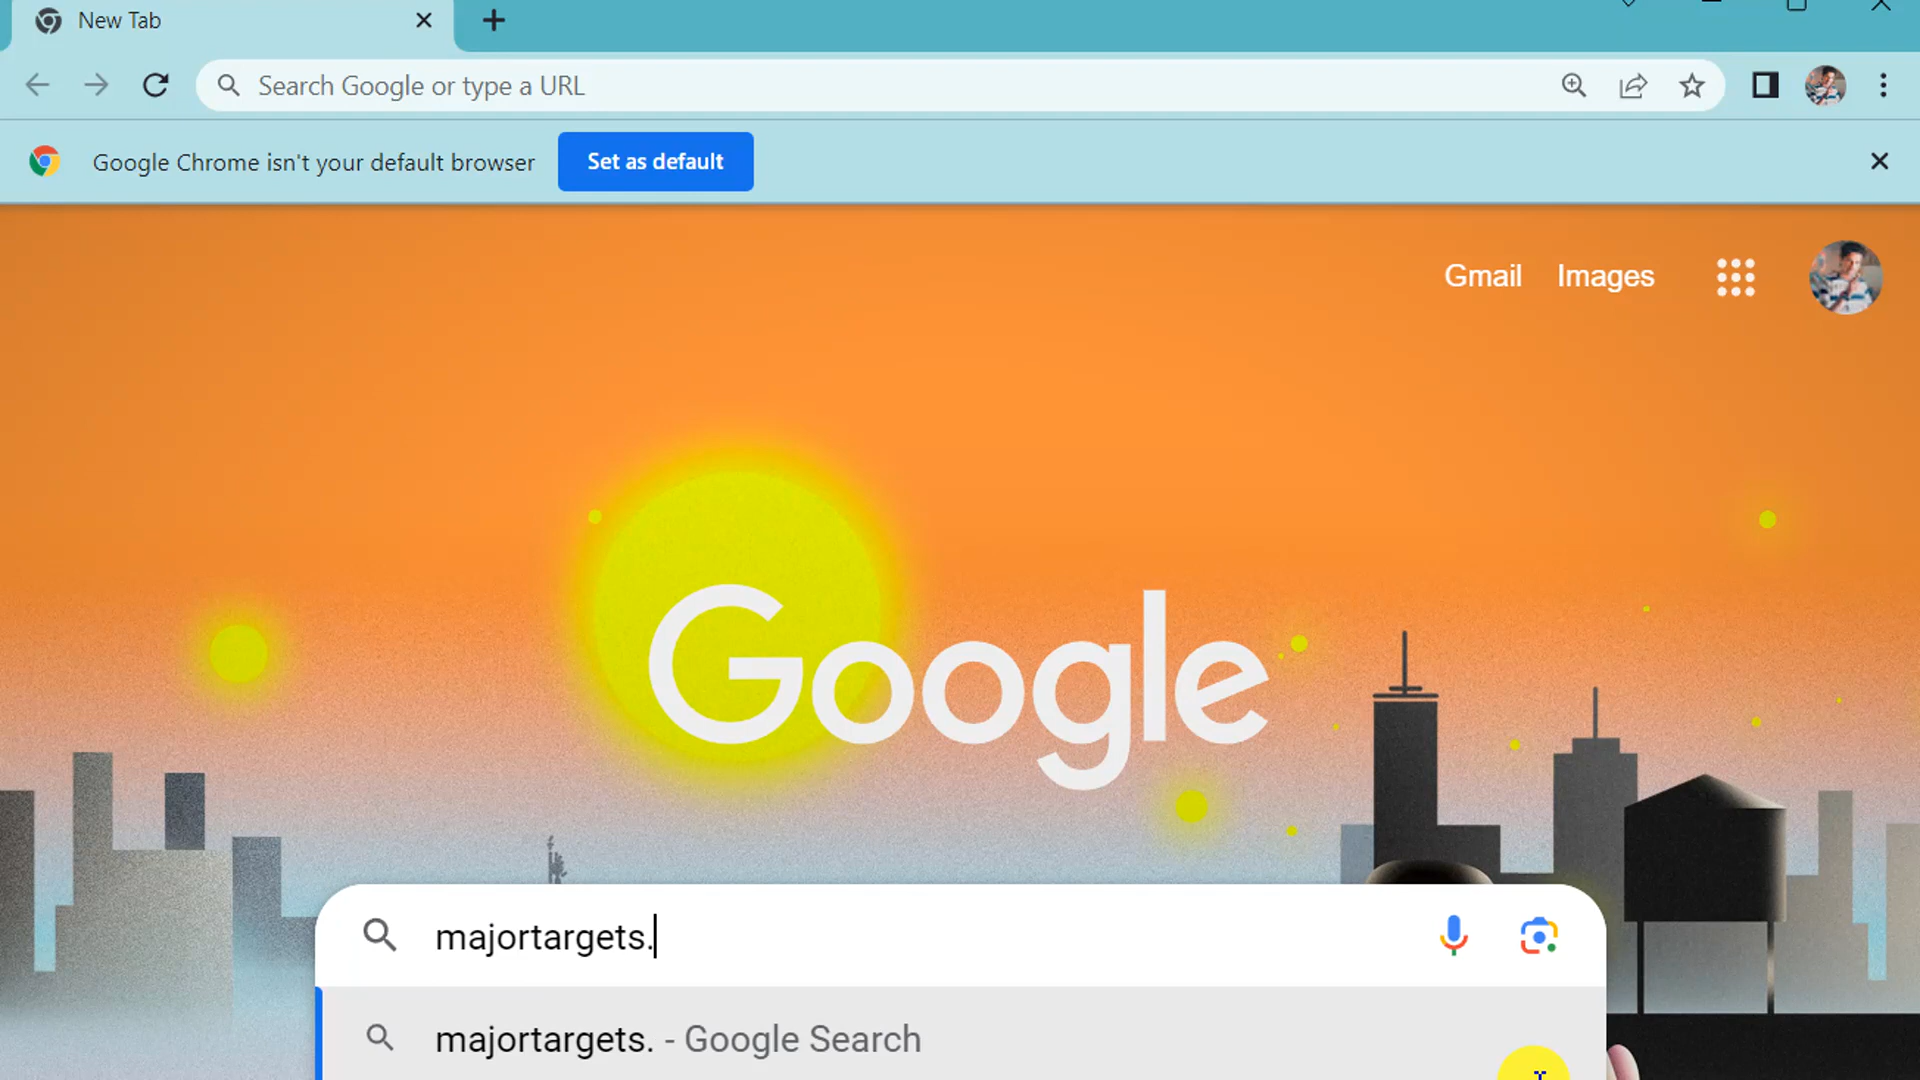 New Tab
Search Google or type a URL
Google Chrome isn't your default browser
Set as default
Gmail Images
Google
majortargets.
majortargets. - Google Search